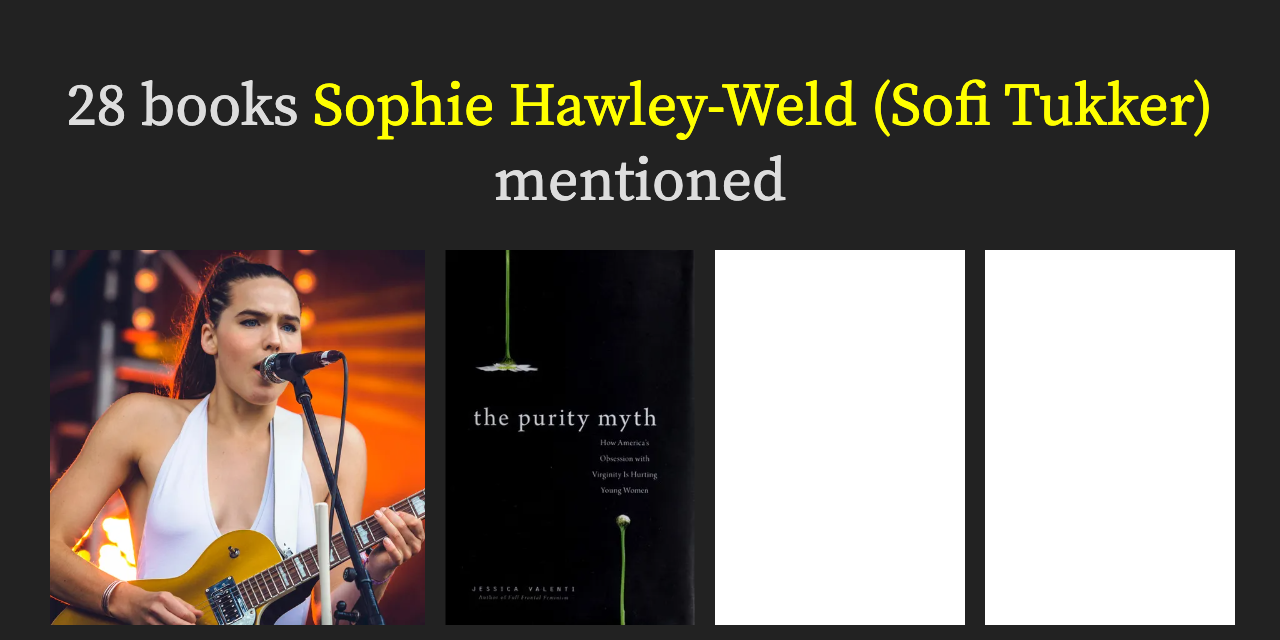 28 books Sophie Hawley-Weld (Sofi Tukker)
mentioned
the purity myth
How America's
Obsession with
Virginity Is Hurting
Young Women
JESSICA VALENTI
Author of Full Frontal Feminism